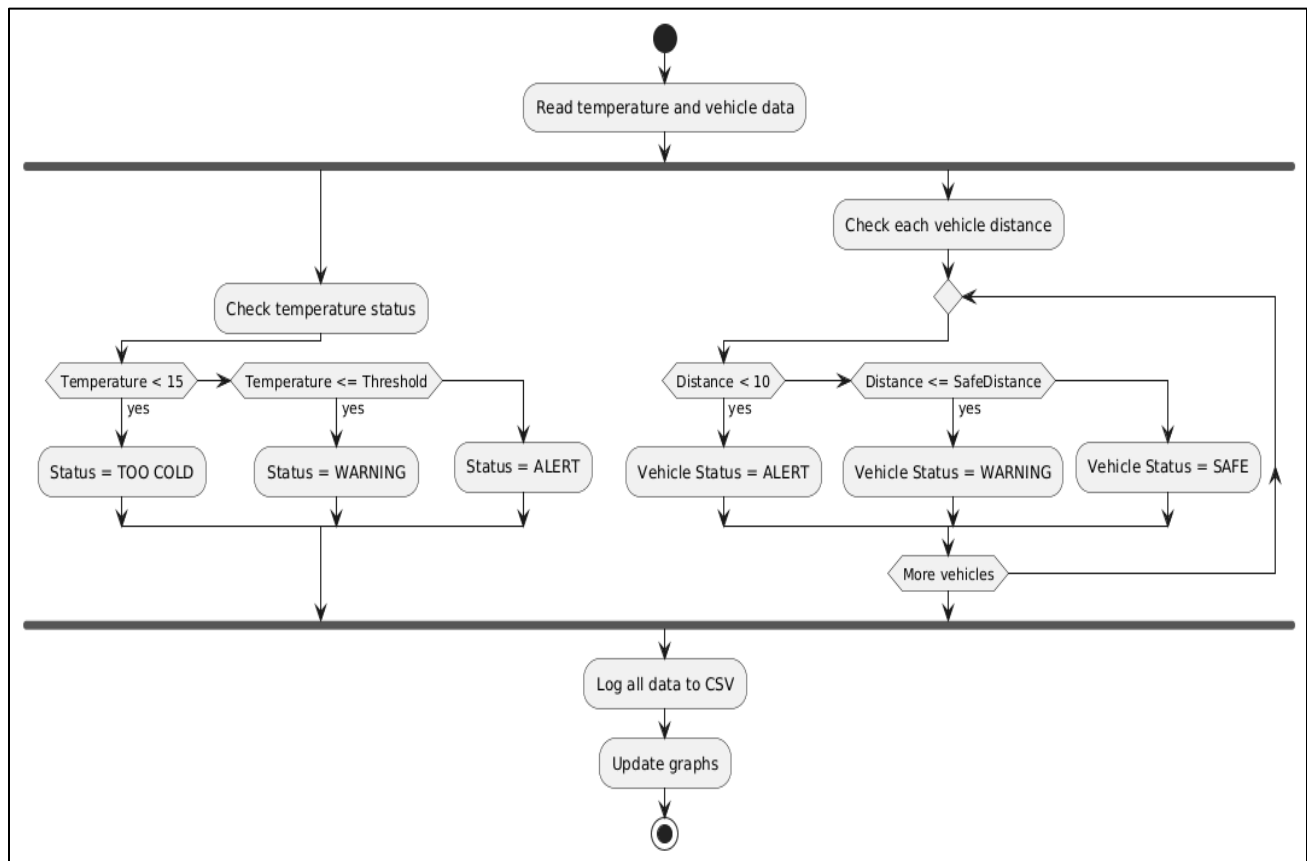 Read temperature and vehicle data
Check each vehicle distance
Check temperature status
Temperature < 15
Temperature <= Threshold
Distance < 10
Distance <= SafeDistance
yes
yes
yes
yes
Status = TOO COLD
Status = WARNING
Status = ALERT
Vehicle Status = ALERT
Vehicle Status = WARNING
Vehicle Status = SAFE
More vehicles
Log all data to CSV
Update graphs